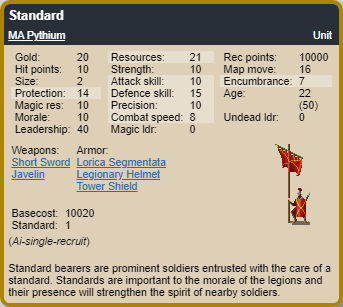 Standard
MA Pythium Unit
Gold: 20 Resources: 21 Rec points: 10000
Hit points: 10 Strength: 10 Map move: 16
Size: 2 Attack skill: 10 Encumbrance: 7
Protection: 14 Defence skill: 15 Age: 22
Magic res: 10 Precision: 10 (50)
Morale: 10 Combat speed: 8 Undead ldr: 0
Leadership: 40 Magic ldr: 0
Weapons: Armor:
Short Sword Lorica Segmentata
Javelin Legionary Helmet
Tower Shield
Basecost: 10020
Standard: 1
(Ai-single-recruit)
Standard bearers are prominent soldiers entrusted with the care of a
standard. Standards are important to the morale of the legions and
their presence will strengthen the spirit of nearby soldiers.